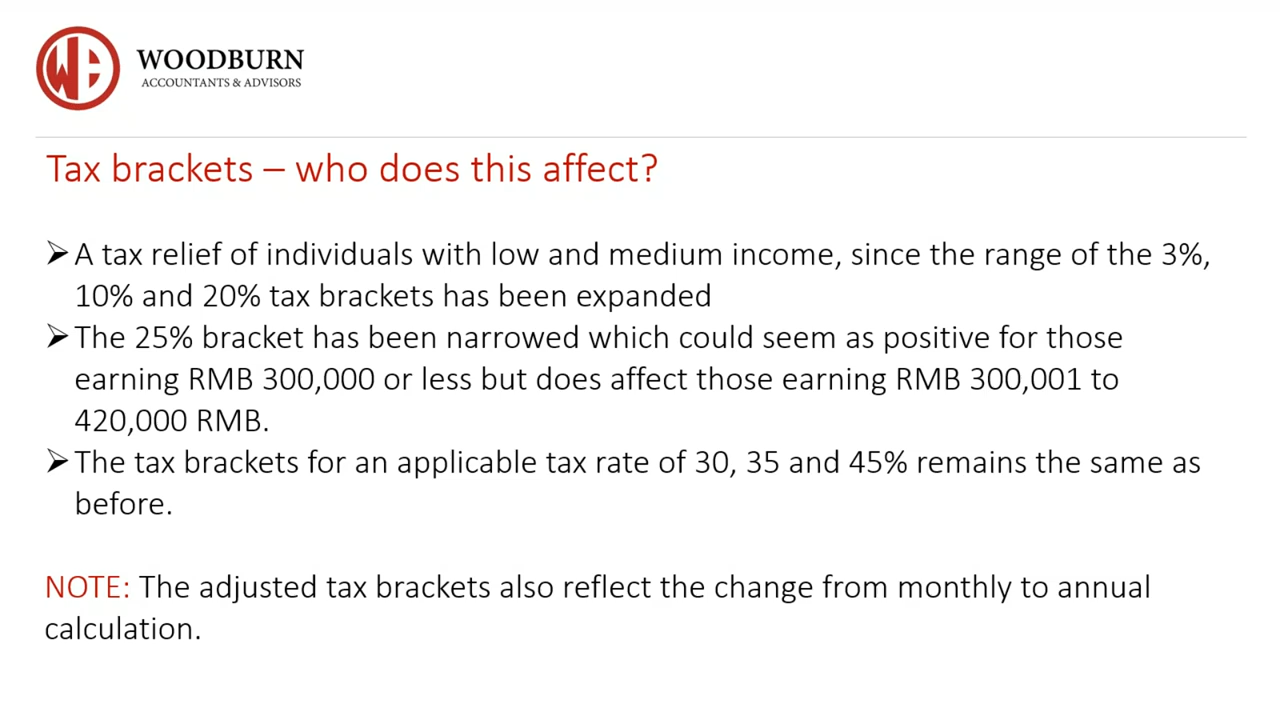 WOODBURN
ACCOUNTANTS & ADVISORS
Tax brackets – who does this affect?
➢ A tax relief of individuals with low and medium income, since the range of the 3%,
10% and 20% tax brackets has been expanded
➢ The 25% bracket has been narrowed which could seem as positive for those
earning RMB 300,000 or less but does affect those earning RMB 300,001 to
420,000 RMB.
➢ The tax brackets for an applicable tax rate of 30, 35 and 45% remains the same as
before.
NOTE: The adjusted tax brackets also reflect the change from monthly to annual
calculation.